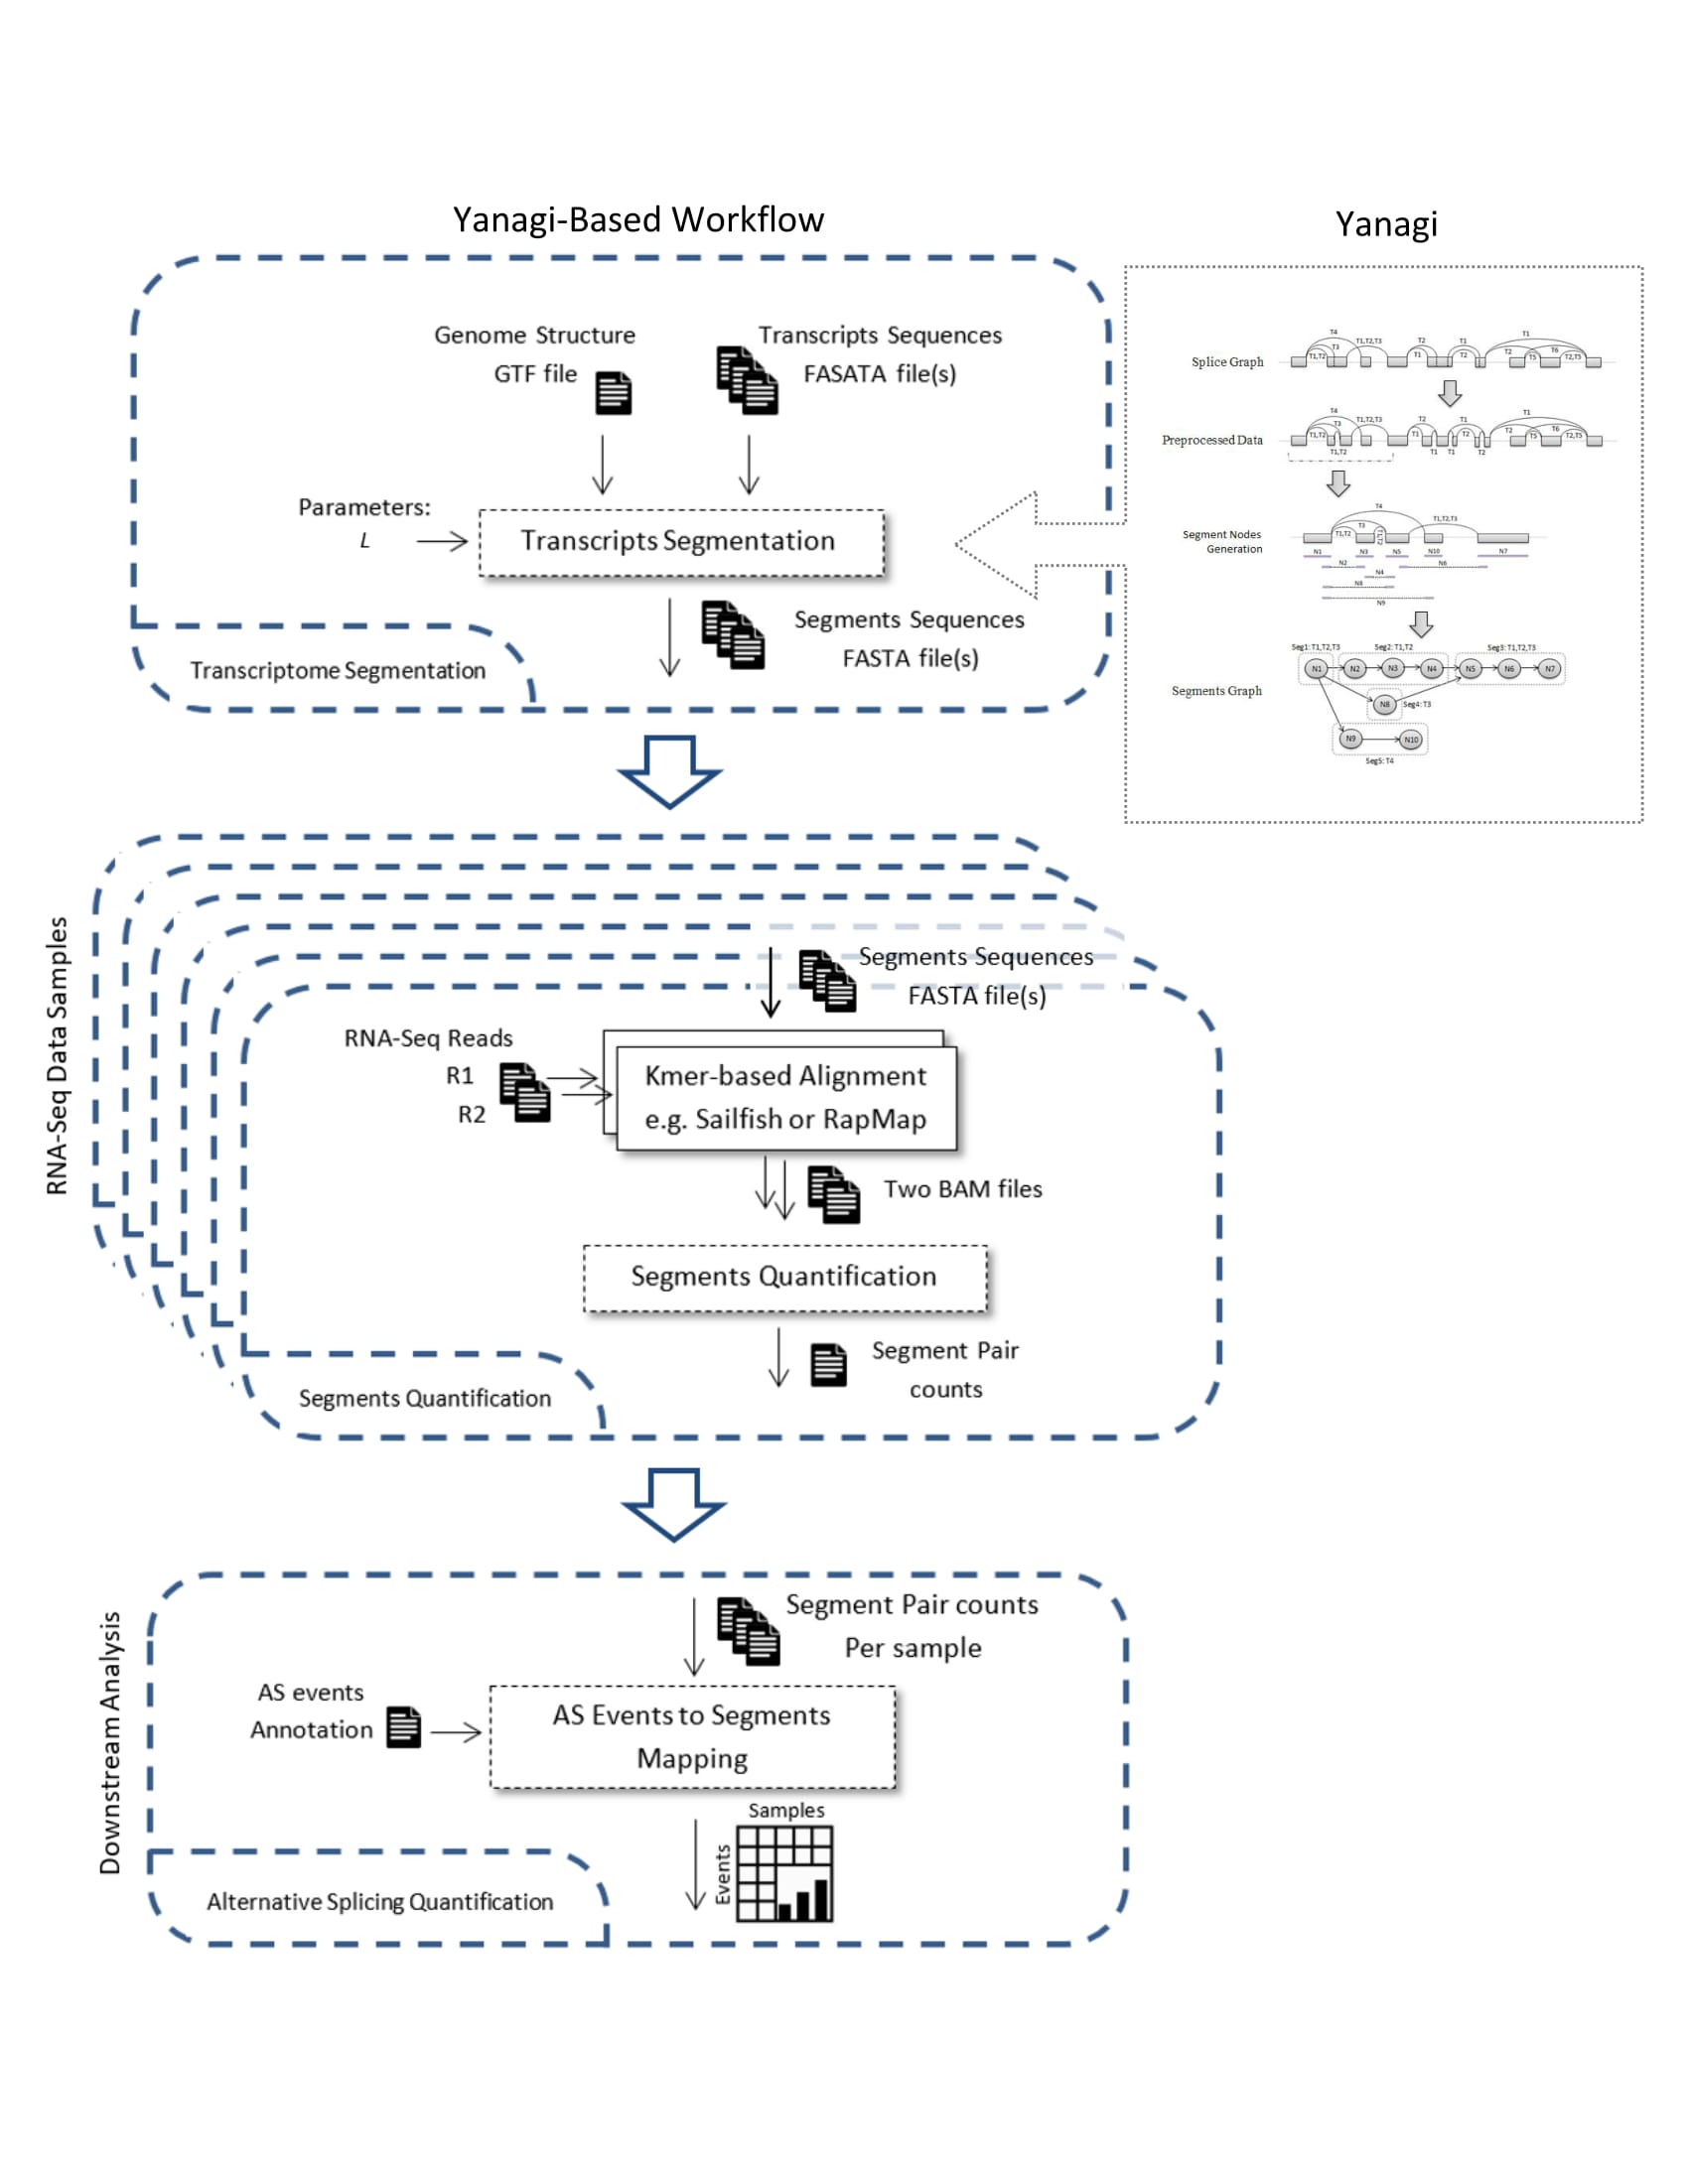 Yanagi-Based Workflow
Yanagi
Genome Structure
GTF file
Transcripts Sequences
FASATA file(s)
Parameters:
L
Transcripts Segmentation
Segments Sequences
FASTA file(s)
Transcriptome Segmentation
Splice Graph
T4
T3
T1,T2
T1,T2,T3
T2
T1
T1
T2
T1
T2
T5
T6
T2,T5
Preprocessed Data
T4
T3
T1,T2
T1,T2,T3
T1,T2
T2
T1
T1
T1
T2
T1
T2
T1
T2
T5
T6
T2,T5
Segment Nodes
Generation
T4
T3
T1,T2
T1,T2
T1,T2,T3
N1
N3
N5
N10
N7
N2
N6
N4
N8
N9
Segments Graph
Seg1: T1,T2,T3
Seg2: T1,T2
Seg3: T1,T2,T3
N1
N2
N3
N4
N5
N6
N7
N8
Seg4: T3
N9
N10
Seg5: T4
RNA-Seq Data Samples
Segments Sequences
FASTA file(s)
RNA-Seq Reads
R1
R2
Kmer-based Alignment
e.g. Sailfish or RapMap
Two BAM files
Segments Quantification
Segment Pair
counts
Segments Quantification
Downstream Analysis
Segment Pair counts
Per sample
AS events
Annotation
AS Events to Segments
Mapping
Samples
Events
Alternative Splicing Quantification